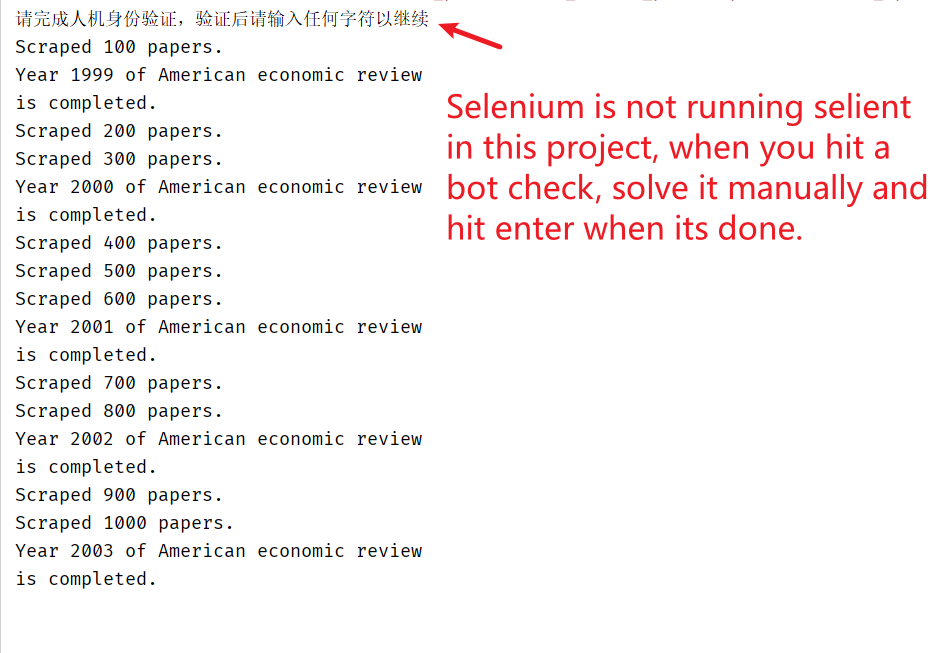 请完成人机身份验证，验证后请输入任何字符以继续
Scraped 100 papers.
Year 1999 of American economic review
is completed.
Scraped 200 papers.
Scraped 300 papers.
Year 2000 of American economic review
is completed.
Scraped 400 papers.
Scraped 500 papers.
Scraped 600 papers.
Year 2001 of American economic review
is completed.
Scraped 700 papers.
Scraped 800 papers.
Year 2002 of American economic review
is completed.
Scraped 900 papers.
Scraped 1000 papers.
Year 2003 of American economic review
is completed.
Selenium is not running selient
in this project, when you hit a
bot check, solve it manually and
hit enter when its done.